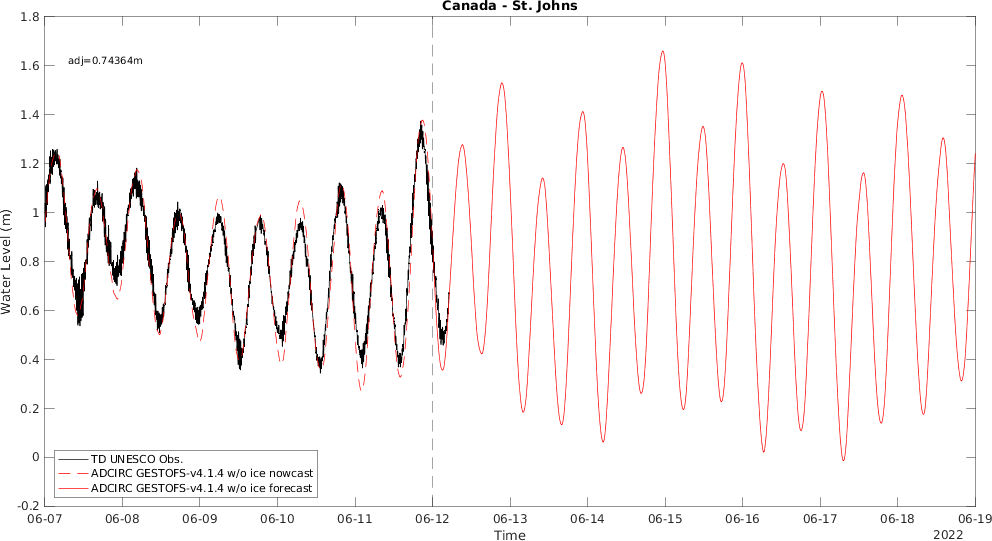 Canada - St. Johns
1.8
1.6
1.4
1.2
1
0.8
0.6
0.4
0.2
0
-0.2
Water Level (m)
adj=0.74364m
TD UNESCO Obs.
ADCIRC GESTOFS-v4.1.4 w/o ice nowcast
ADCIRC GESTOFS-v4.1.4 w/o ice forecast
06-07 06-08 06-09 06-10 06-11 06-12 06-13 06-14 06-15 06-16 06-17 06-18 06-19
Time
2022